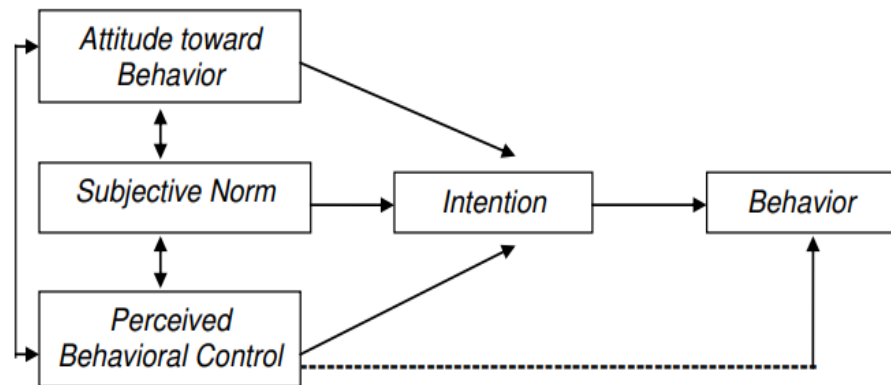 Attitude toward
Behavior
Subjective Norm
Intention
Behavior
Perceived
Behavioral Control